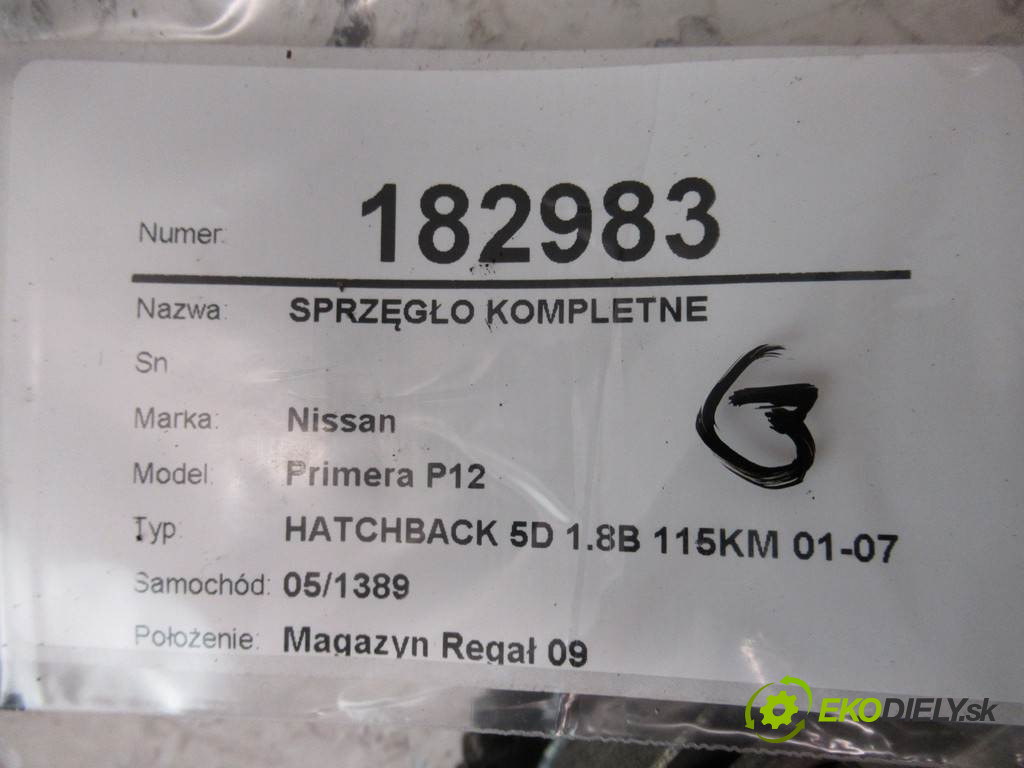 Numer: 182983
Nazwa: SPRZĘGŁO KOMPLETNE
Sn
Marka: Nissan
Model: Primera P12
Typ: HATCHBACK 5D 1.8B 115KM 01-07
Samochód: 05/1389
Położenie: Magazyn Regał 09
G
EKODIELY.sk